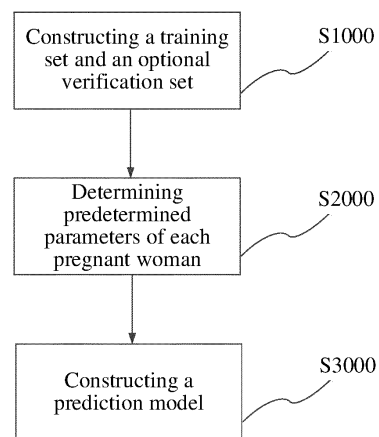 Constructing a training
set and an optional
verification set
S1000
Determining
predetermined
parameters of each
pregnant woman
S2000
Constructing a
prediction model
S3000